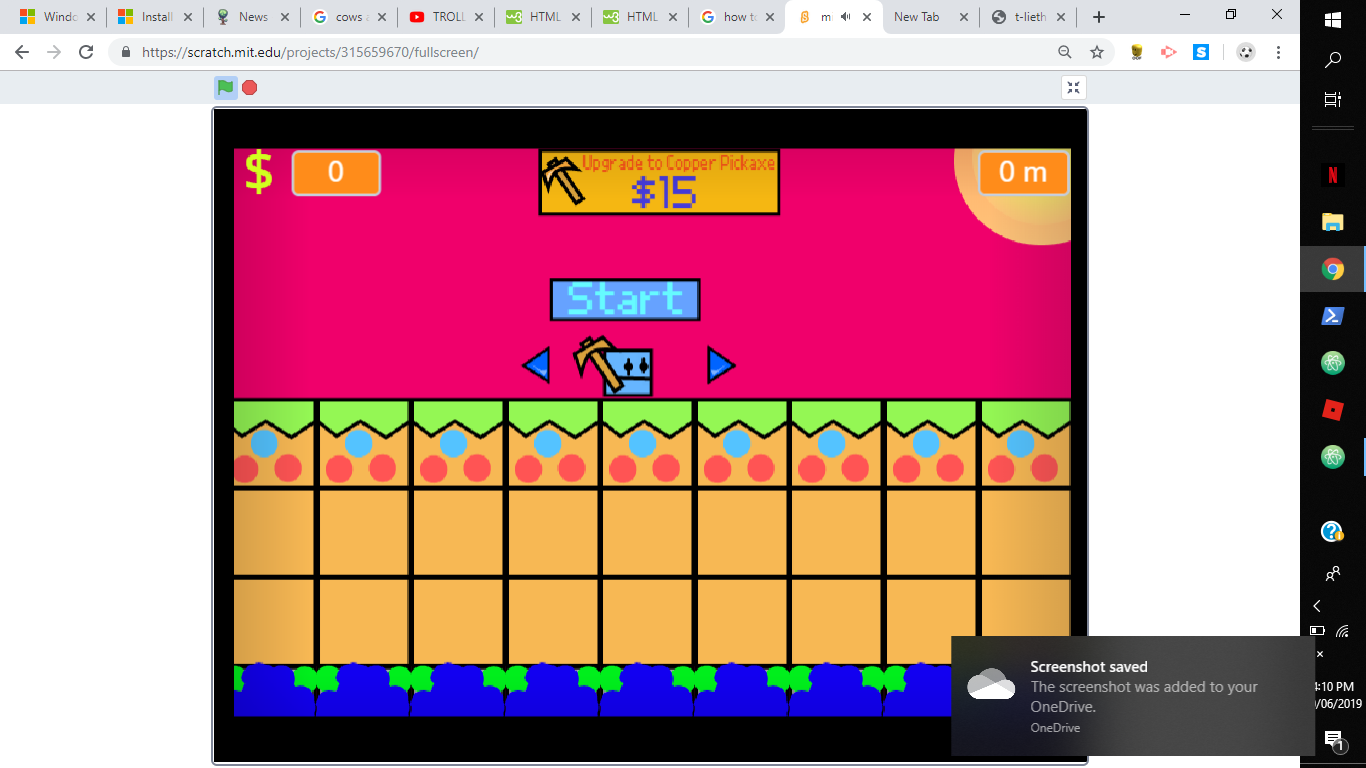 Windo
Install
News
cows a
TROLL
HTML
HTML
how to
m
New Tab
t-lieth
https://scratch.mit.edu/projects/315659670/fullscreen/
$ 0
Upgrade to Copper Pickaxe
$15
0 m
Start
Screenshot saved
The screenshot was added to your
OneDrive.
OneDrive
4:10 PM
/06/2019
1